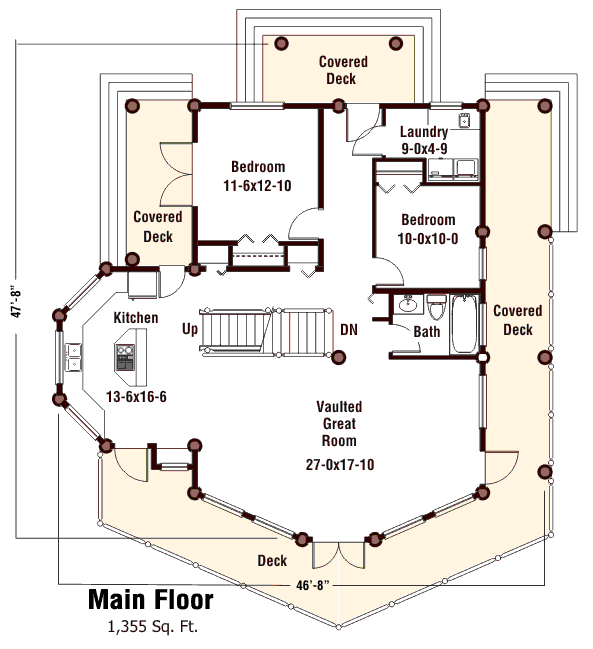 Covered
Deck
Laundry
9-0x4-9
Bedroom
11-6x12-10
Covered
Deck
Bedroom
10-0x10-0
47'-8"
Kitchen
Up
DN
Bath
Covered
Deck
13-6x16-6
Vaulted
Great
Room
27-0x17-10
Deck
46'-8"
Main Floor
1,355 Sq. Ft.